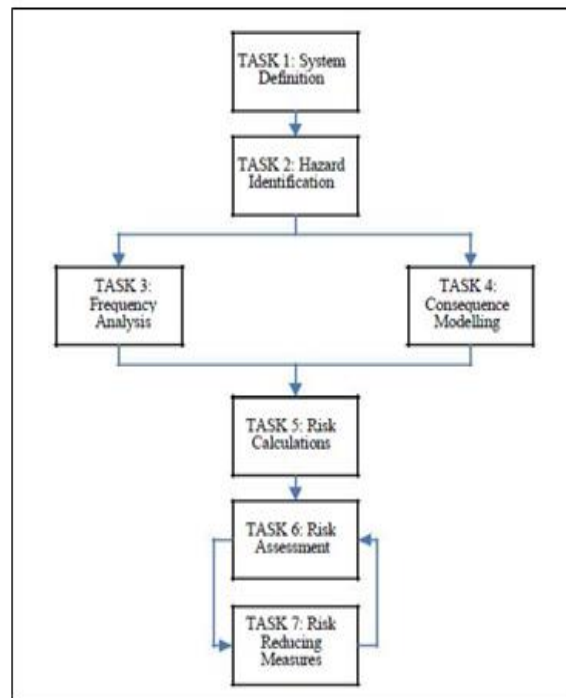 TASK 1: System
Definition
TASK 2: Hazard
Identification
TASK 3:
Frequency
Analysis
TASK 4:
Consequence
Modelling
TASK 5: Risk
Calculations
TASK 6: Risk
Assessment
TASK 7: Risk
Reducing
Measures